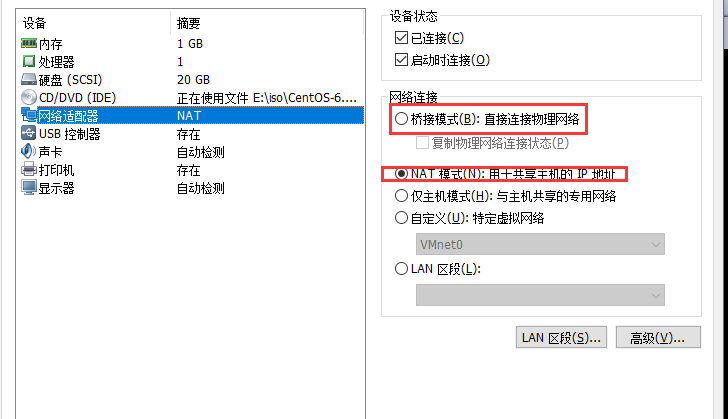 设备 摘要
内存 1 GB
处理器 1
硬盘 (SCSI) 20 GB
CD/DVD (IDE) 正在使用文件 E:\iso\CentOS-6....
网络适配器 NAT
USB 控制器 存在
声卡 自动检测
打印机 存在
显示器 自动检测
设备状态
已连接(C)
启动时连接(O)
网络连接
桥接模式(B): 直接连接物理网络
复制物理网络连接状态(P)
NAT 模式(N): 用于共享主机的 IP 地址
仅主机模式(H): 与主机共享的专用网络
自定义(U): 特定虚拟网络
VMnet0
LAN 区段(L):
LAN 区段(S)... 高级(V)...